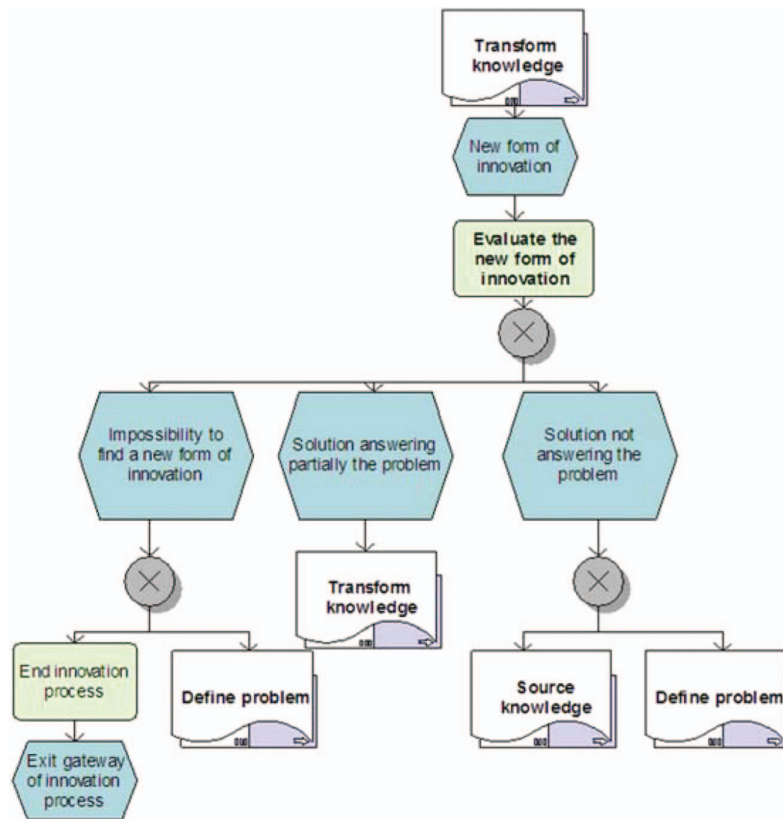 Transform
knowledge
New form of
innovation
Evaluate the
new form of
innovation
Impossibility to
find a new form of
innovation
Solution answering
partially the problem
Solution not
answering the
problem
Transform
knowledge
End innovation
process
Define problem
Source
knowledge
Define problem
Exit gateway
of innovation
process